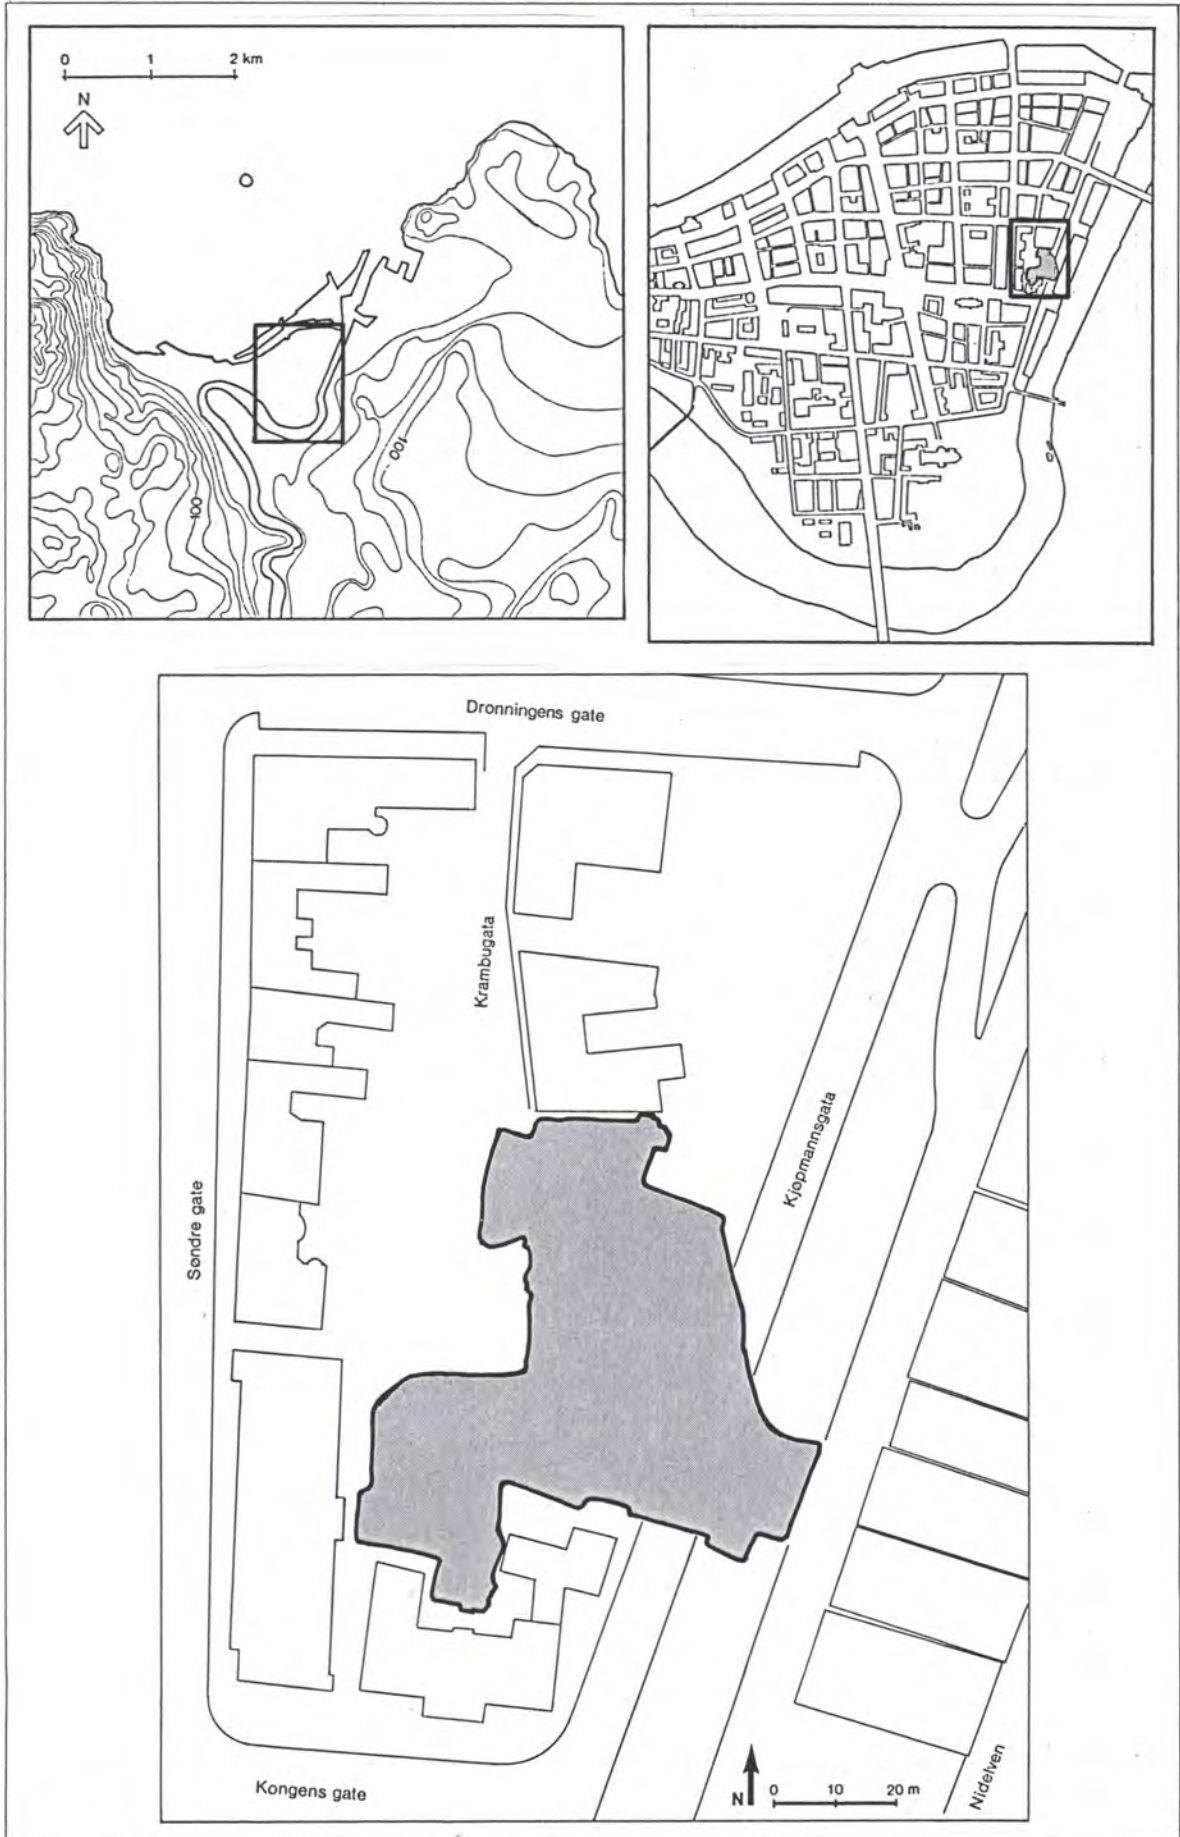 0 1 2 km
N
100
100
Dronningens gate
Krambugata
Kjøpmannsgata
Søndre gate
Kongens gate
N 0 10 20 m
Nidelven